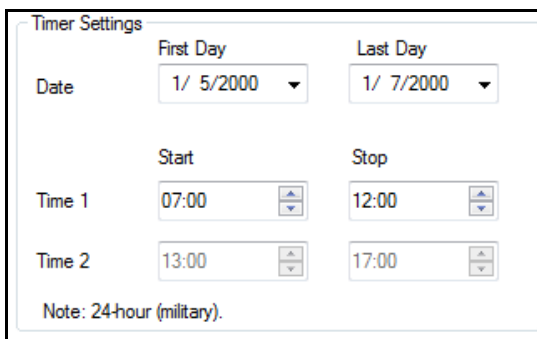 Timer Settings
First Day Last Day
Date 1/ 5/2000 1/ 7/2000
Start Stop
Time 1 07:00 12:00
Time 2 13:00 17:00
Note: 24-hour (military).